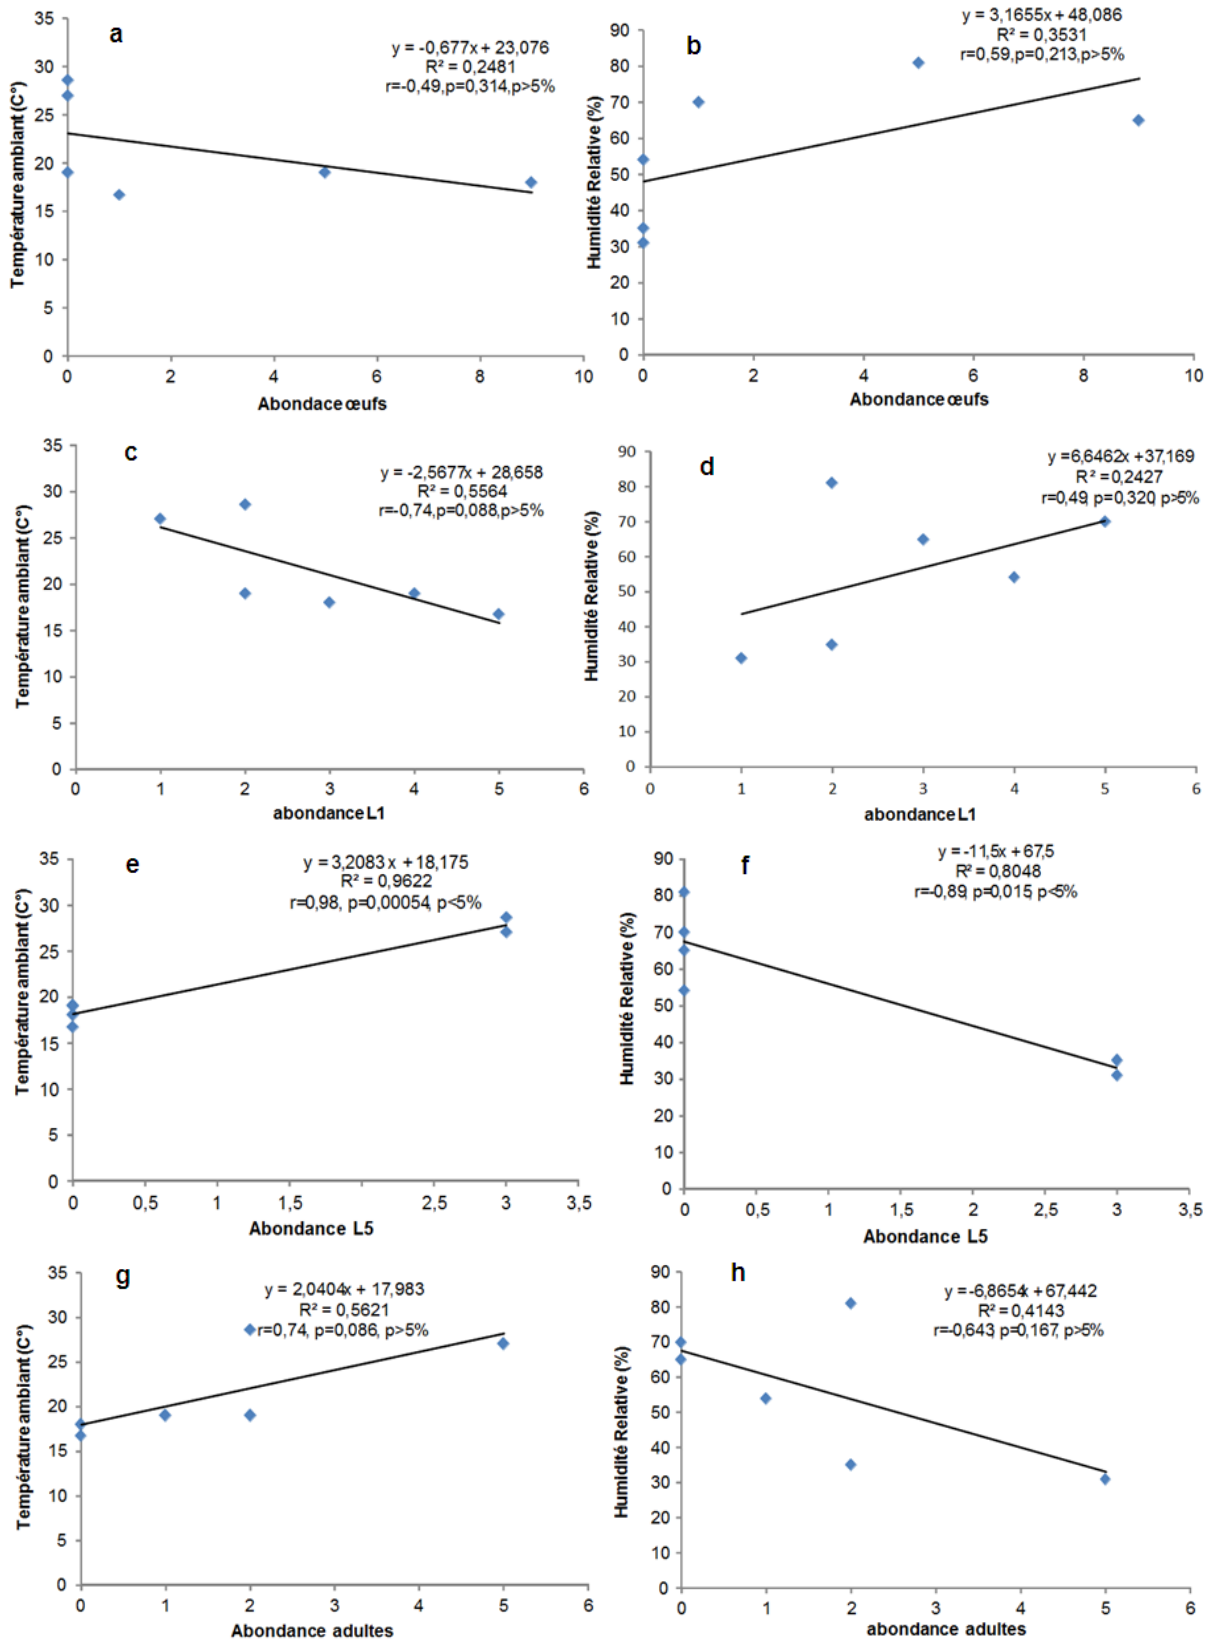 a
y = -0,677x + 23,076
R² = 0,2481
r=-0,49,p=0,314,p>5%
Température ambiant (C°)
35
30
25
20
15
10
5
0
0 2 4 6 8 10
Abondace œufs
b
y = 3,1655x + 48,086
R² = 0,3531
r=0,59,p=0,213,p>5%
Humidité Relative (%)
90
80
70
60
50
40
30
20
10
0
0 2 4 6 8 10
Abondance œufs
c
y = -2,5677x + 28,658
R² = 0,5564
r=-0,74,p=0,088,p>5%
Température ambiant (C°)
35
30
25
20
15
10
5
0
0 1 2 3 4 5 6
abondance L1
d
y =6,6462x +37,169
R² = 0,2427
r=0,49, p=0,320, p>5%
Humidité Relative (%)
90
80
70
60
50
40
30
20
10
0
0 1 2 3 4 5 6
abondance L1
e
y = 3,2083x + 18,175
R² = 0,9622
r=0,98, p=0,00054, p<5%
Température ambiant (C°)
35
30
25
20
15
10
5
0
0 0,5 1 1,5 2 2,5 3 3,5
Abondance L5
f
y = -11,5x + 67,5
R² = 0,8048
r=-0,89, p=0,015, p<5%
Humidité Relative (%)
90
80
70
60
50
40
30
20
10
0
0 0,5 1 1,5 2 2,5 3 3,5
Abondance L5
g
y = 2,0404x + 17,983
R² = 0,5621
r=0,74, p=0,086, p>5%
Température ambiant (C°)
35
30
25
20
15
10
5
0
0 1 2 3 4 5 6
Abondance adultes
h
y = -6,8654x + 67,442
R² = 0,4143
r=-0,643, p=0,167, p>5%
Humidité Relative (%)
90
80
70
60
50
40
30
20
10
0
0 1 2 3 4 5 6
abondance adultes